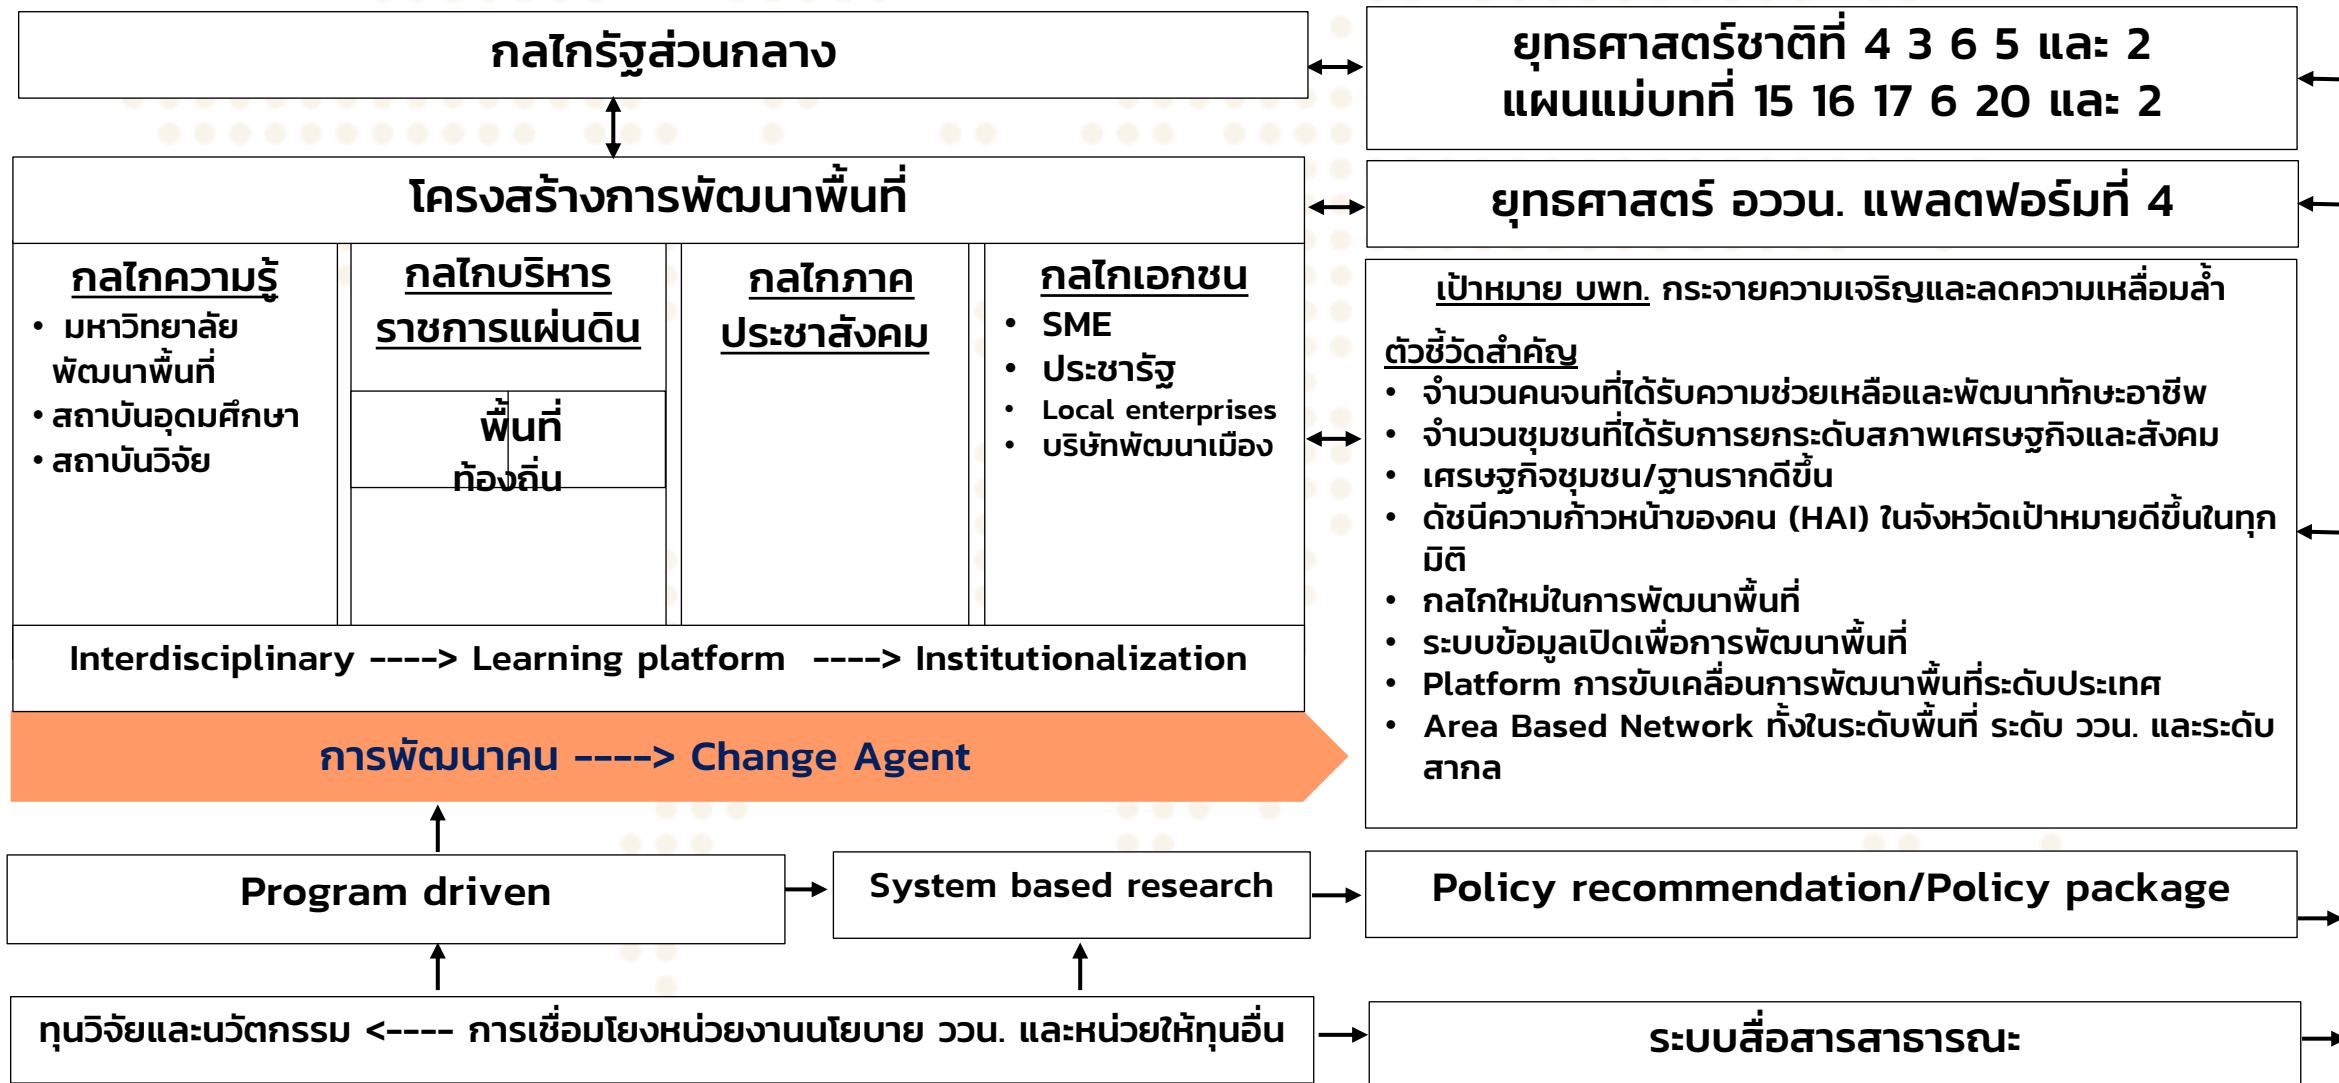 กลไกรัฐส่วนกลาง
ยุทธศาสตร์ชาติที่ 4 3 6 5 และ 2
แผนแม่บทที่ 15 16 17 6 20 และ 2
โครงสร้างการพัฒนาพื้นที่
ยุทธศาสตร์ อววน. แพลตฟอร์มที่ 4
กลไกความรู้
• มหาวิทยาลัย
พัฒนาพื้นที่
• สถาบันอุดมศึกษา
• สถาบันวิจัย
กลไกบริหาร
ราชการแผ่นดิน
พื้นที่
ท้องถิ่น
กลไกภาค
ประชาสังคม
กลไกเอกชน
• SME
• ประชารัฐ
• Local enterprises
• บริษัทพัฒนาเมือง
เป้าหมาย บพท. กระจายความเจริญและลดความเหลื่อมล้ำ
ตัวชี้วัดสำคัญ
• จำนวนคนจนที่ได้รับความช่วยเหลือและพัฒนาทักษะอาชีพ
• จำนวนชุมชนที่ได้รับการยกระดับสภาพเศรษฐกิจและสังคม
• เศรษฐกิจชุมชน/ฐานรากดีขึ้น
• ดัชนีความก้าวหน้าของคน (HAI) ในจังหวัดเป้าหมายดีขึ้นในทุก
มิติ
• กลไกใหม่ในการพัฒนาพื้นที่
• ระบบข้อมูลเปิดเพื่อการพัฒนาพื้นที่
• Platform การขับเคลื่อนการพัฒนาพื้นที่ระดับประเทศ
• Area Based Network ทั้งในระดับพื้นที่ ระดับ ววน. และระดับ
สากล
Interdisciplinary ----> Learning platform ----> Institutionalization
การพัฒนาคน ----> Change Agent
Program driven
System based research
Policy recommendation/Policy package
ทุนวิจัยและนวัตกรรม <---- การเชื่อมโยงหน่วยงานนโยบาย ววน. และหน่วยให้ทุนอื่น
ระบบสื่อสารสาธารณะ